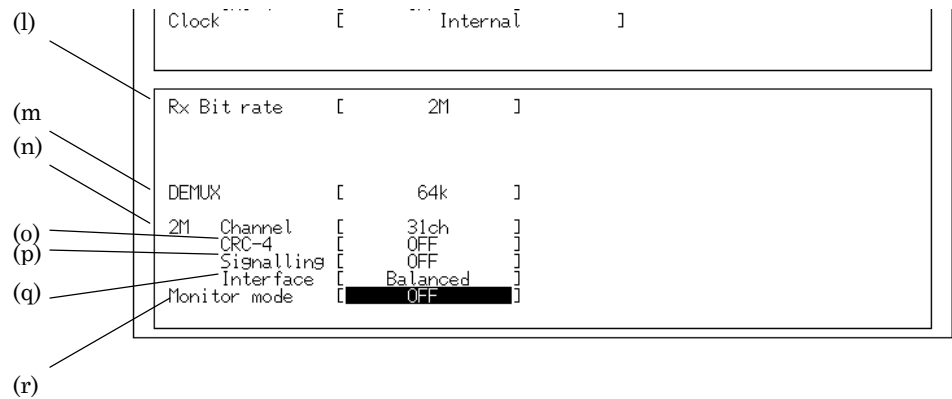 (l)
Clock [ Internal ]
Rx Bit rate [ 2M ]
(m
(n)
DEMUX [ 64k ]
2M Channel [ 31ch ]
(o)
CRC-4 [ OFF ]
(p)
Signalling [ OFF ]
(q)
Interface [ Balanced ]
Monitor mode [ OFF ]
(r)